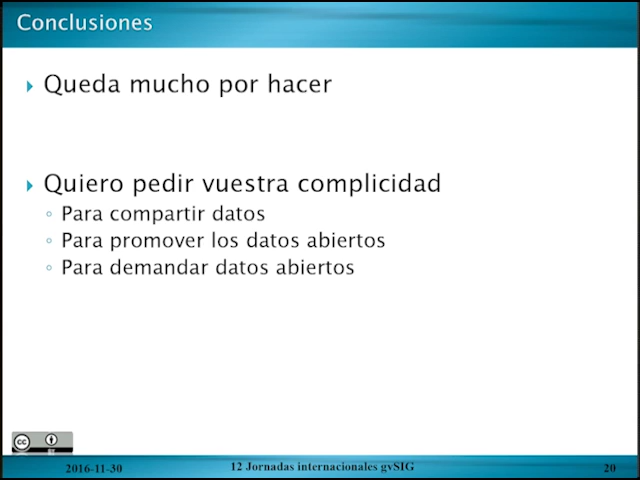 Conclusiones
Queda mucho por hacer
Quiero pedir vuestra complicidad
Para compartir datos
Para promover los datos abiertos
Para demandar datos abiertos
cc
2016-11-30
12 Jornadas internacionales gvSIG
20